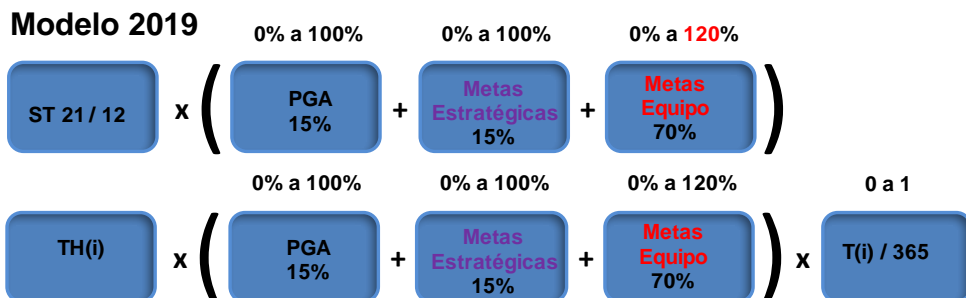 Modelo 2019
0% a 100%
0% a 100%
0% a 120%
ST 21 / 12
x
(
PGA
15%
+
Metas
Estratégicas
15%
+
Metas
Equipo
70%
)
0% a 100%
0% a 100%
0% a 120%
0 a 1
TH(i)
x
(
PGA
15%
+
Metas
Estratégicas
15%
+
Metas
Equipo
70%
)
x
T(i) / 365